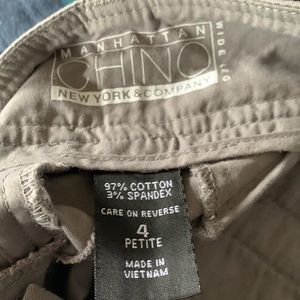 MANHATTAN
CHINO
WIDE LEG
NEW YORK & COMPANY
97% COTTON
3% SPANDEX
CARE ON REVERSE
4
PETITE
MADE IN
VIETNAM